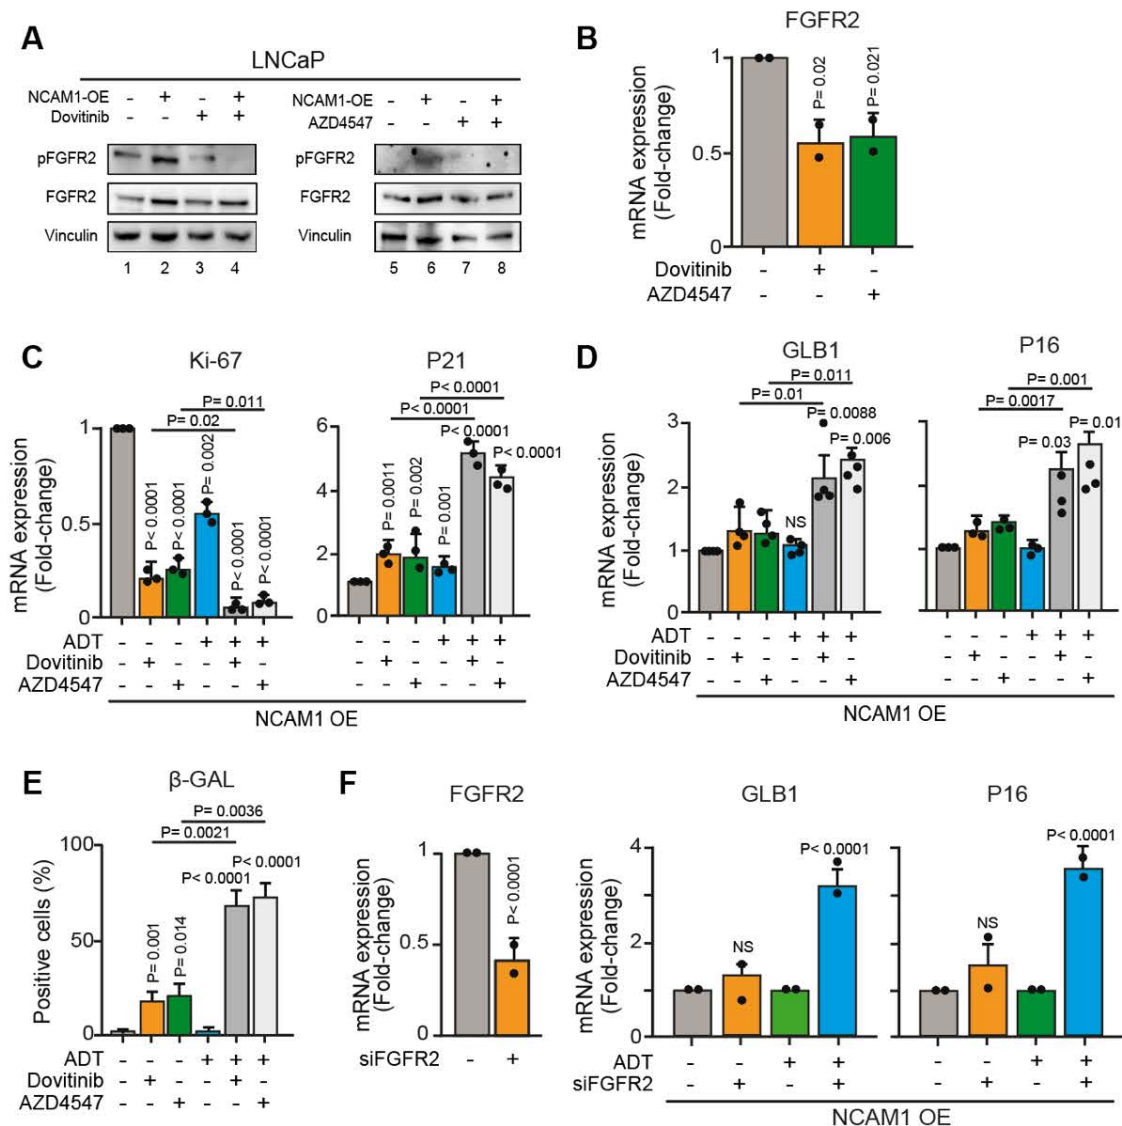 A
LNCaP
NCAM1-OE - + - +
Dovitinib - - + +
pFGFR2
FGFR2
Vinculin
1 2 3 4
NCAM1-OE - + - +
AZD4547 - - + +
pFGFR2
FGFR2
Vinculin
5 6 7 8
B
FGFR2
mRNA expression
(Fold-change)
1
0.5
0
P= 0.02
P= 0.021
Dovitinib - + -
AZD4547 - - +
C
Ki-67
P= 0.011
P= 0.02
mRNA expression
(Fold-change)
1
0.5
0
P< 0.0001
P< 0.0001
P= 0.002
P< 0.0001
P< 0.0001
P21
P< 0.0001
P< 0.0001
P< 0.0001
P< 0.0001
6
4
2
0
P= 0.0011
P= 0.002
P= 0.001
ADT - - - + + + - - - + + +
Dovitinib - + - - + - - + - - + -
AZD4547 - - + - - + - - + - - +
NCAM1 OE
D
GLB1
P= 0.011
P= 0.01
P= 0.0088
P= 0.006
NS
mRNA expression
(Fold-change)
3
2
1
0
P16
P= 0.001
P= 0.0017
P= 0.01
P= 0.03
ADT - - - + + + - - - + + +
Dovitinib - + - - + - - + - - + -
AZD4547 - - + - - + - - + - - +
NCAM1 OE
E
β-GAL
P= 0.0036
P= 0.0021
P< 0.0001
P< 0.0001
Positive cells (%)
100
50
0
P= 0.001
P= 0.014
ADT - - - + + +
Dovitinib - + - - + -
AZD4547 - - + - - +
F
FGFR2
mRNA expression
(Fold-change)
1
0.5
0
P< 0.0001
siFGFR2 - +
GLB1
mRNA expression
(Fold-change)
4
2
0
NS
P< 0.0001
P16
NS
P< 0.0001
ADT - - + + - - + +
siFGFR2 - + - + - + - +
NCAM1 OE